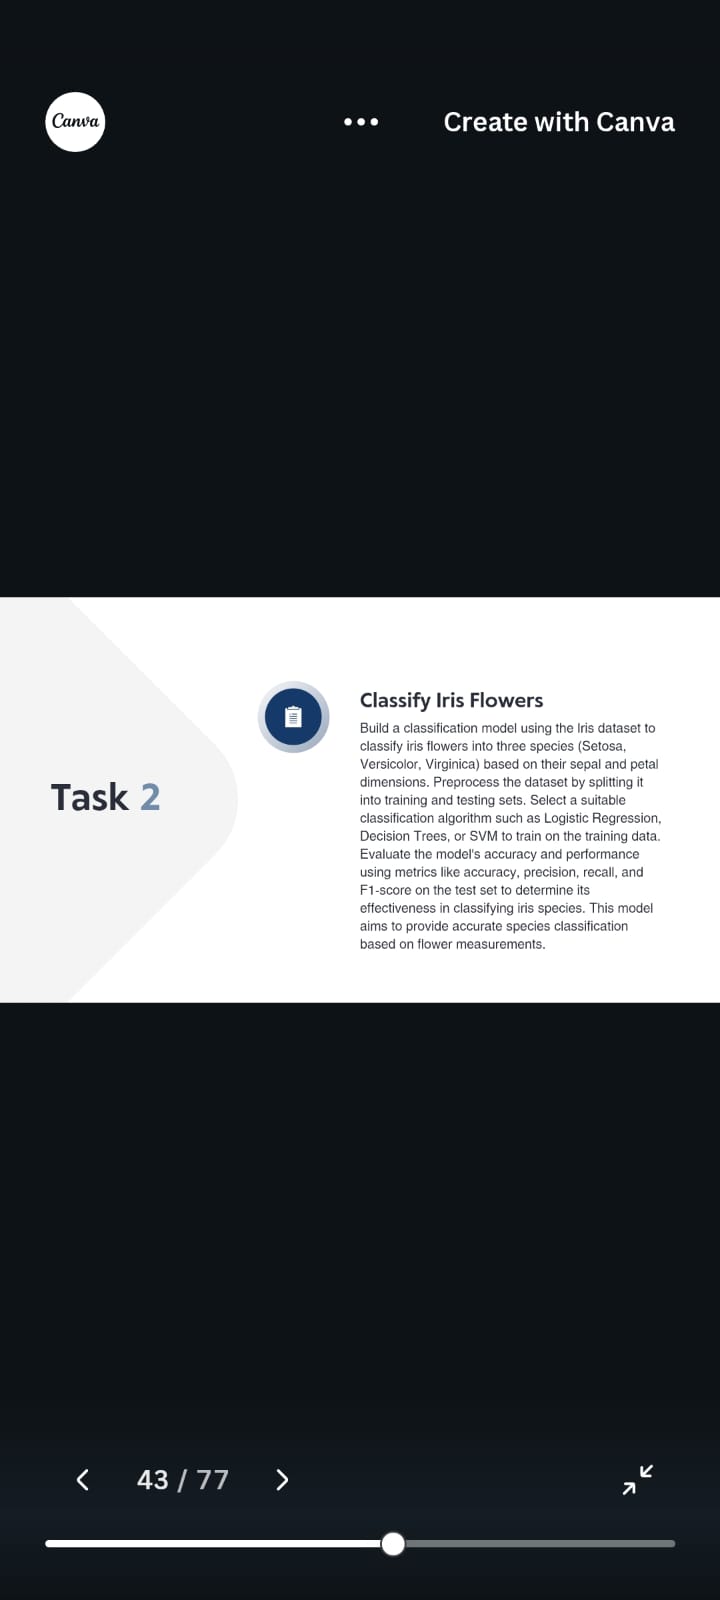 Canva
Create with Canva
Task 2
Classify Iris Flowers
Build a classification model using the Iris dataset to
classify iris flowers into three species (Setosa,
Versicolor, Virginica) based on their sepal and petal
dimensions. Preprocess the dataset by splitting it
into training and testing sets. Select a suitable
classification algorithm such as Logistic Regression,
Decision Trees, or SVM to train on the training data.
Evaluate the model's accuracy and performance
using metrics like accuracy, precision, recall, and
F1-score on the test set to determine its
effectiveness in classifying iris species. This model
aims to provide accurate species classification
based on flower measurements.
43 / 77